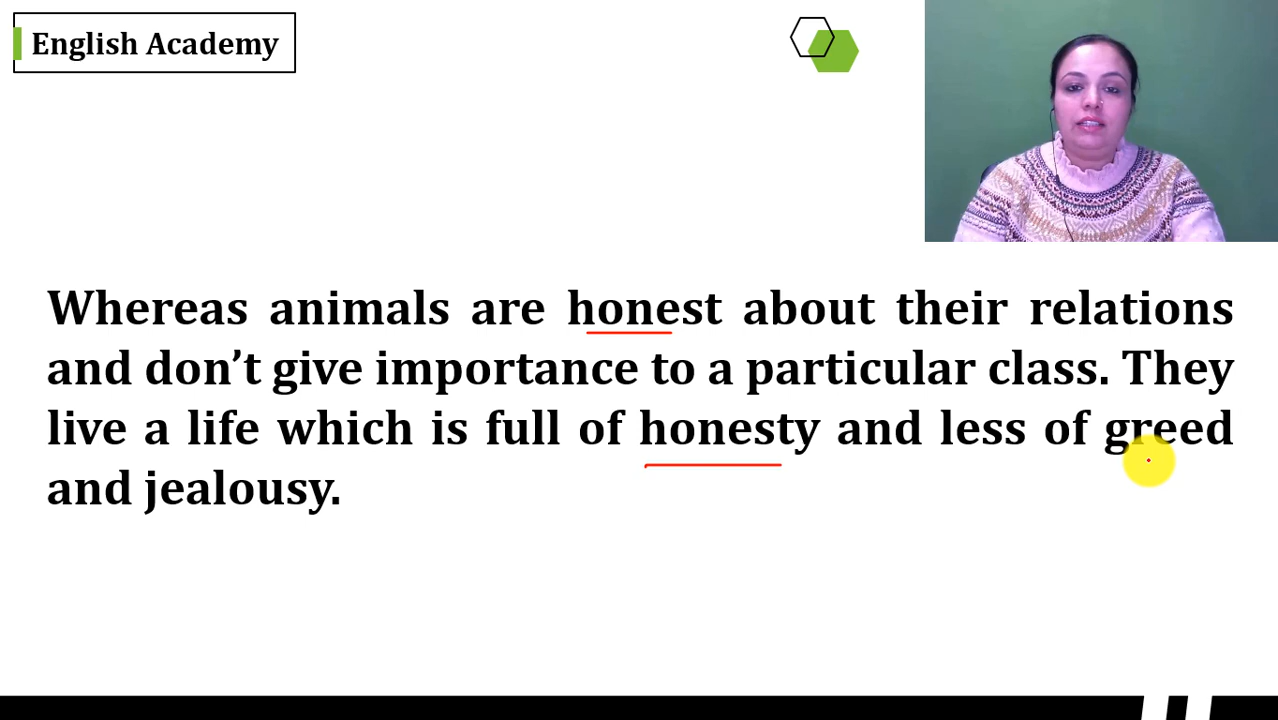 English Academy
Whereas animals are honest about their relations
and don’t give importance to a particular class. They
live a life which is full of honesty and less of greed
and jealousy.